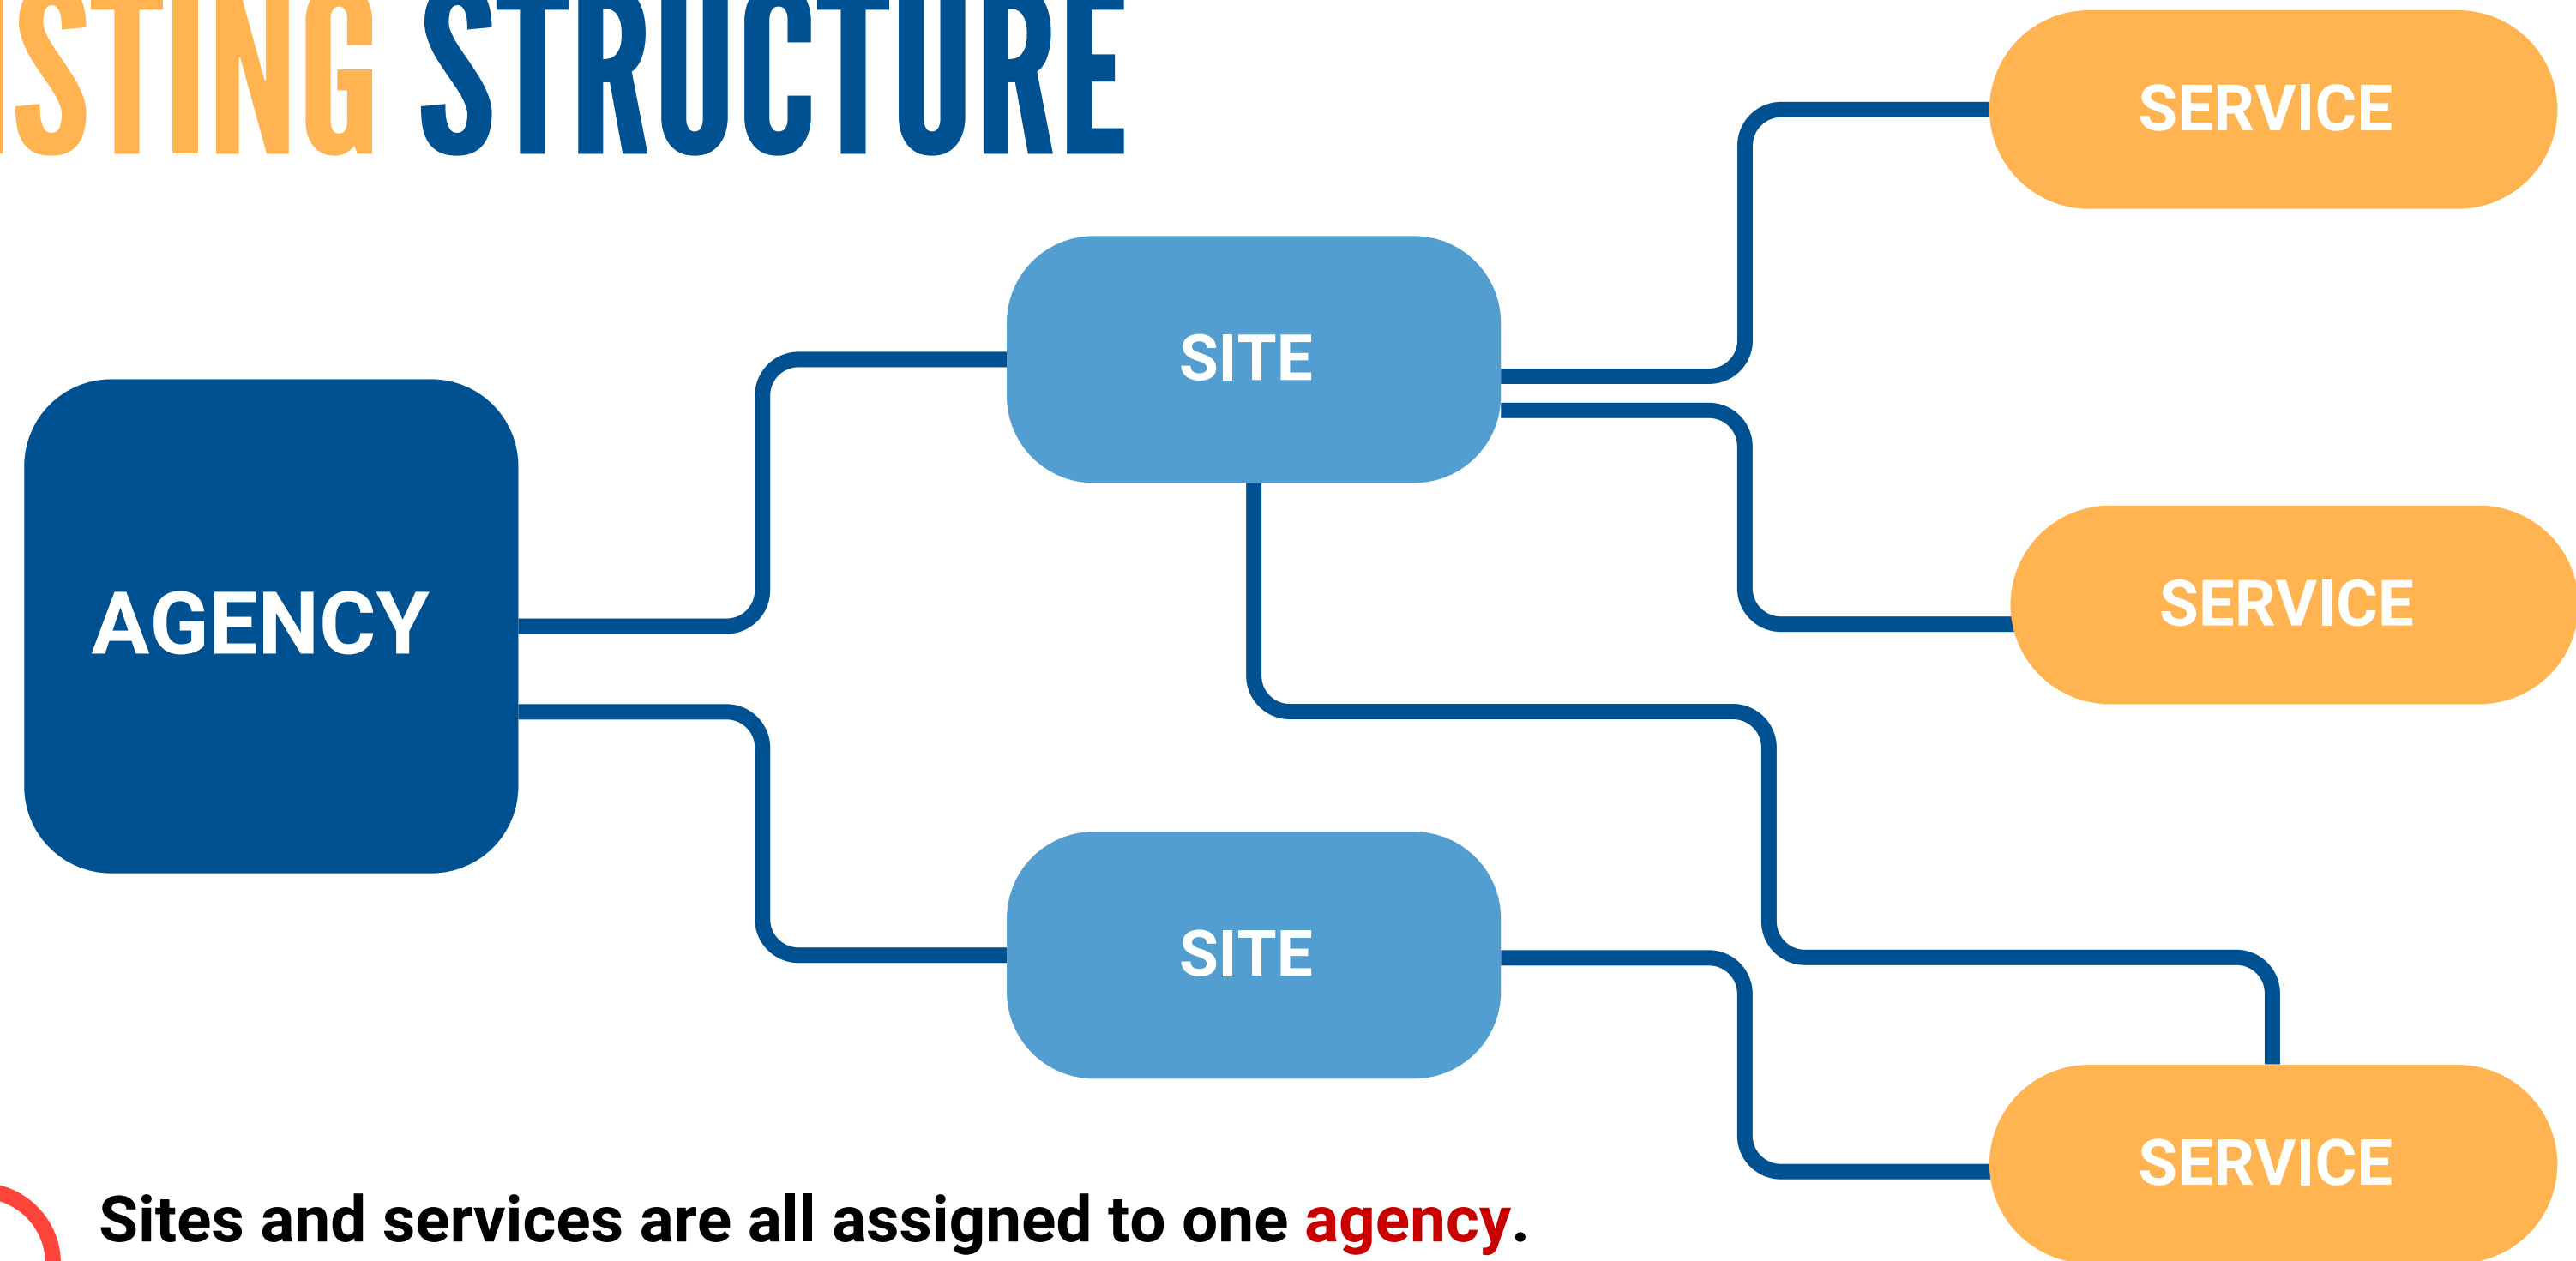 ISTING STRUCTURE
SERVICE
SITE
AGENCY
SERVICE
SITE
SERVICE
Sites and services are all assigned to one agency.